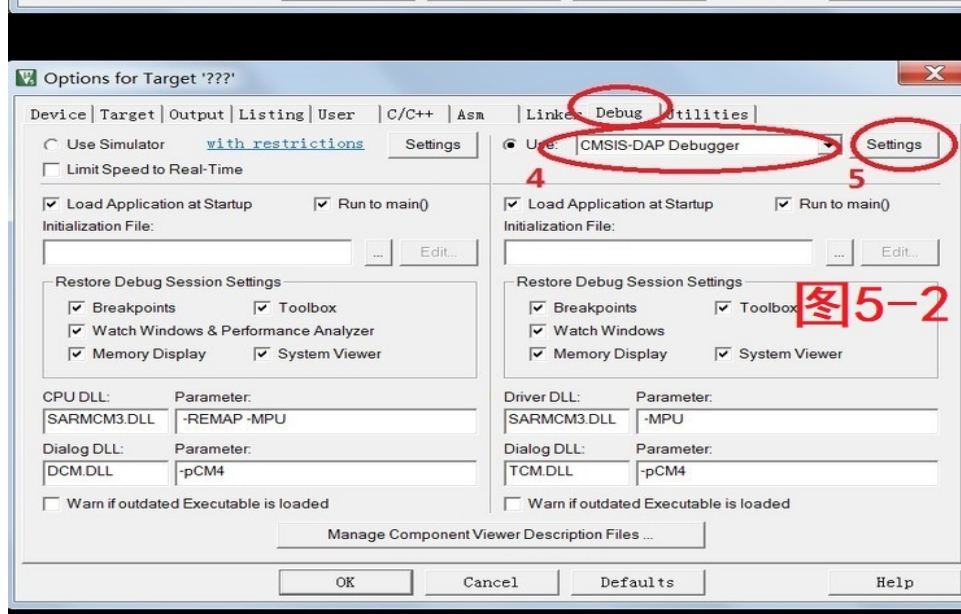 Options for Target '???'
Device Target Output Listing User C/C++ Asm Linker Debug Utilities
Use Simulator with restrictions Settings Use: CMSIS-DAP Debugger Settings
Limit Speed to Real-Time
4 5
Load Application at Startup Run to main() Load Application at Startup Run to main()
Initialization File: Initialization File:
... Edit... ... Edit...
Restore Debug Session Settings Restore Debug Session Settings
Breakpoints Toolbox Breakpoints Toolbox
图5-2
Watch Windows & Performance Analyzer Watch Windows
Memory Display System Viewer Memory Display System Viewer
CPU DLL: Parameter: Driver DLL: Parameter:
SARMCM3.DLL -REMAP -MPU SARMCM3.DLL -MPU
Dialog DLL: Parameter: Dialog DLL: Parameter:
DCM.DLL -pCM4 TCM.DLL -pCM4
Warn if outdated Executable is loaded Warn if outdated Executable is loaded
Manage Component Viewer Description Files ...
OK Cancel Defaults Help